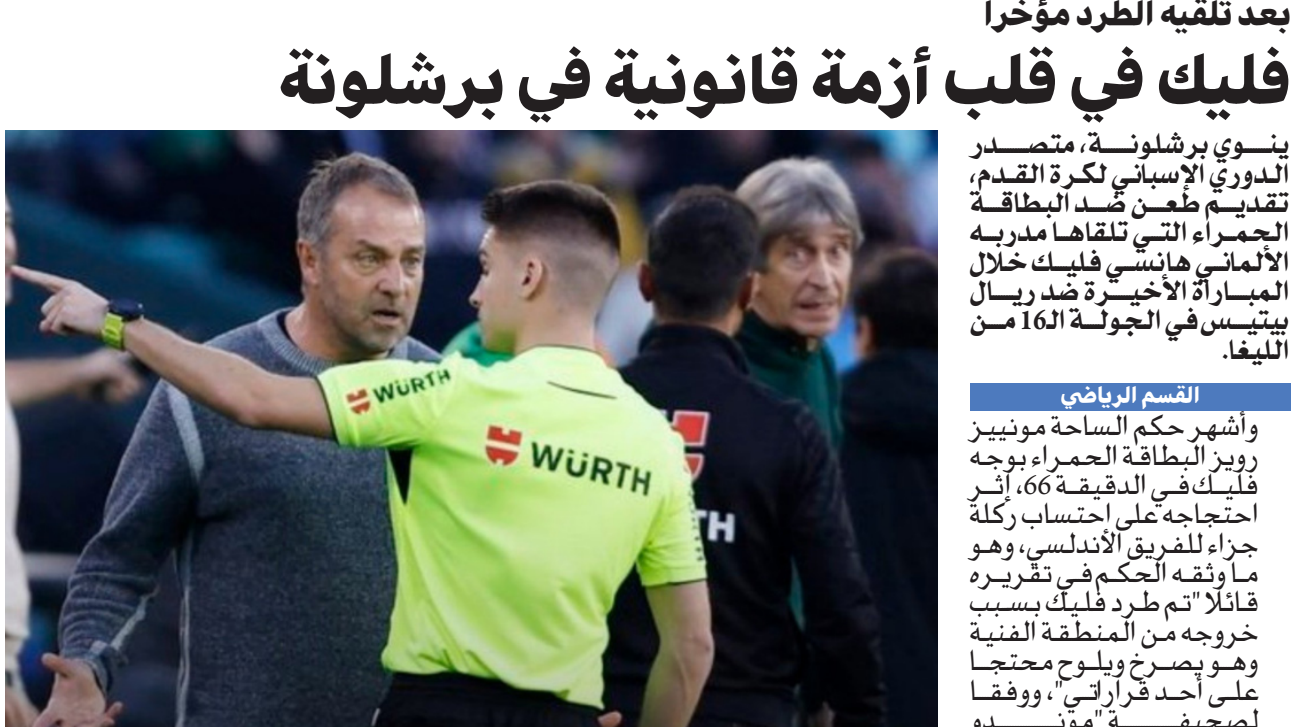 بعد تلقيه الطرد مؤخرا
فليك في قلب أزمة قانونية في برشلونة
ينوي برشلونة، متصدر
الدوري الإسباني لكرة القدم،
تقديم طعن ضد البطاقة
الحمراء التي تلقاها مدربه
الألماني هانسي فليك خلال
المباراة الأخيرة ضد ريال
بيتيس في الجولة الـ16 من
الليغا.
القسم الرياضي
وأشهر حكم الساحة مونييز
رويز البطاقة الحمراء بوجه
فليك في الدقيقة 66، إثر
احتجاجه على احتساب ركلة
جزاء للفريق الأندلسي، وهو
ما وثقه الحكم في تقريره
قائلا "تم طرد فليك بسبب
خروجه من المنطقة الفنية
وهو يصرخ ويلوح محتجا
على أحد قراراتي"، ووفقا
لصحيفة "موندو
WÜRTH
WÜRTH
TH